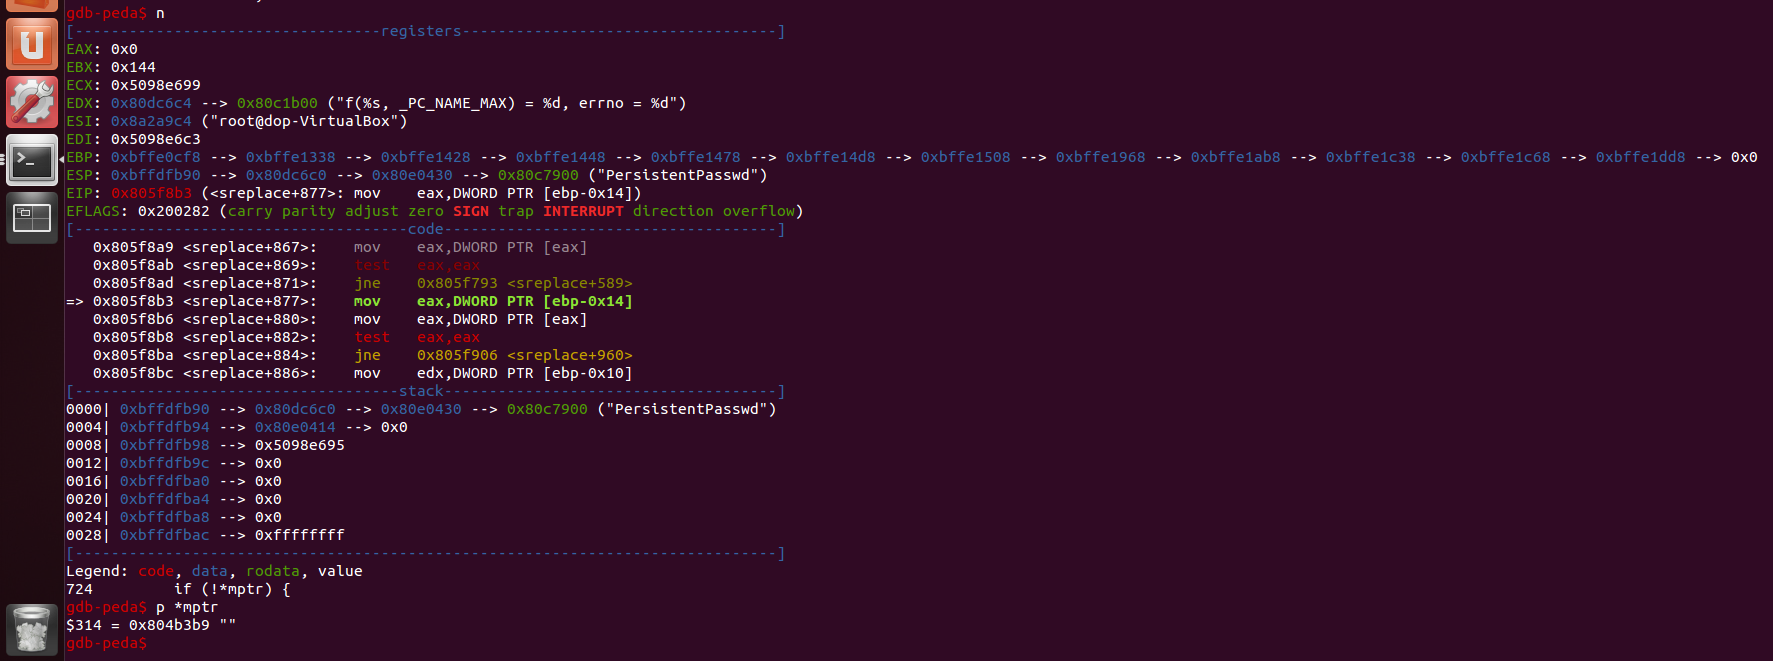 gdb-peda$ n
[----------------------------------registers-----------------------------------]
EAX: 0x0
EBX: 0x144
ECX: 0x5098e699
EDX: 0x80dc6c4 --> 0x80c1b00 ("f(%s, _PC_NAME_MAX) = %d, errno = %d")
ESI: 0x8a2a9c4 ("root@dop-VirtualBox")
EDI: 0x5098e6c3
EBP: 0xbffe0cf8 --> 0xbffe1338 --> 0xbffe1428 --> 0xbffe1448 --> 0xbffe1478 --> 0xbffe14d8 --> 0xbffe1508 --> 0xbffe1968 --> 0xbffe1ab8 --> 0xbffe1c38 --> 0xbffe1c68 --> 0xbffe1dd8 --> 0x0
ESP: 0xbffdfb90 --> 0x80dc6c0 --> 0x80e0430 --> 0x80c7900 ("PersistentPasswd")
EIP: 0x805f8b3 (<sreplace+877>: mov    eax,DWORD PTR [ebp-0x14])
EFLAGS: 0x200282 (carry parity adjust zero SIGN trap INTERRUPT direction overflow)
[-------------------------------------code-------------------------------------]
   0x805f8a9 <sreplace+867>:    mov    eax,DWORD PTR [eax]
   0x805f8ab <sreplace+869>:    test   eax,eax
   0x805f8ad <sreplace+871>:    jne    0x805f793 <sreplace+589>
=> 0x805f8b3 <sreplace+877>:    mov    eax,DWORD PTR [ebp-0x14]
   0x805f8b6 <sreplace+880>:    mov    eax,DWORD PTR [eax]
   0x805f8b8 <sreplace+882>:    test   eax,eax
   0x805f8ba <sreplace+884>:    jne    0x805f906 <sreplace+960>
   0x805f8bc <sreplace+886>:    mov    edx,DWORD PTR [ebp-0x10]
[------------------------------------stack-------------------------------------]
0000| 0xbffdfb90 --> 0x80dc6c0 --> 0x80e0430 --> 0x80c7900 ("PersistentPasswd")
0004| 0xbffdfb94 --> 0x80e0414 --> 0x0
0008| 0xbffdfb98 --> 0x5098e695
0012| 0xbffdfb9c --> 0x0
0016| 0xbffdfba0 --> 0x0
0020| 0xbffdfba4 --> 0x0
0024| 0xbffdfba8 --> 0x0
0028| 0xbffdfbac --> 0xffffffff
[------------------------------------------------------------------------------]
Legend: code, data, rodata, value
724         if (!*mptr) {
gdb-peda$ p *mptr
$314 = 0x804b3b9 ""
gdb-peda$